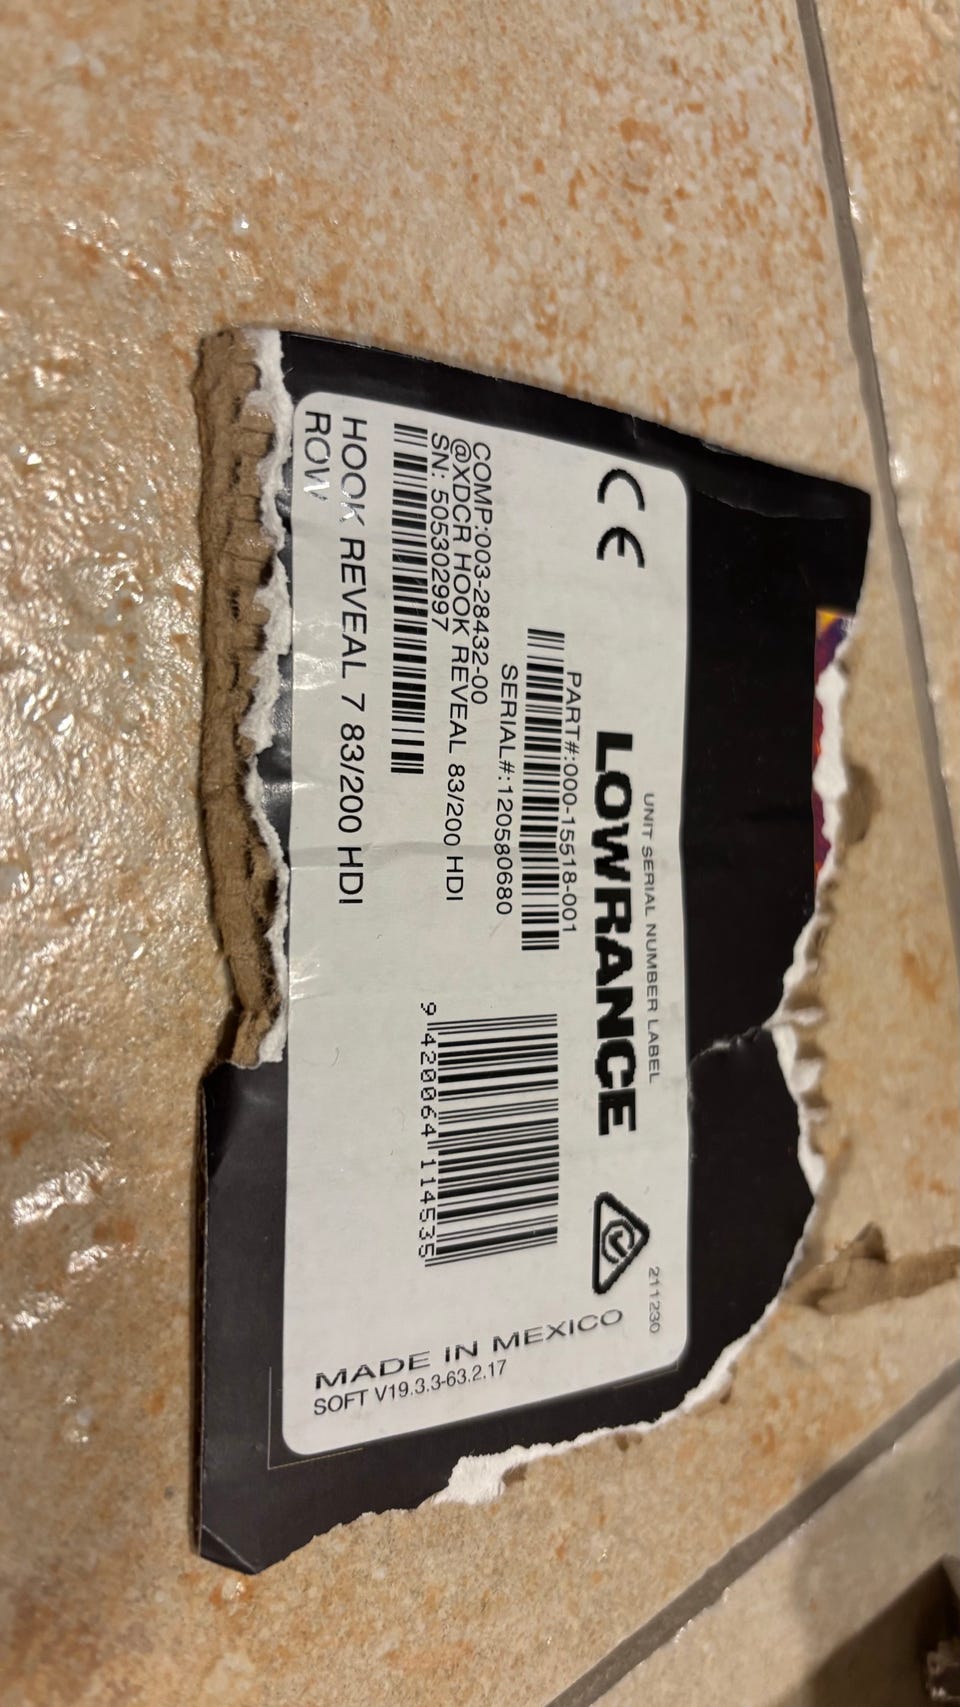 UNIT SERIAL NUMBER LABEL
211230
CE
LOWRANCE
PART#:000-15518-001
SERIAL#:120580680
COMP:003-28432-00
@XDCR HOOK REVEAL 83/200 HDI
SN: 505302997
9 420064 114535
HOOK REVEAL 7 83/200 HDI
ROW
MADE IN MEXICO
SOFT V19.3.3-63.2.17